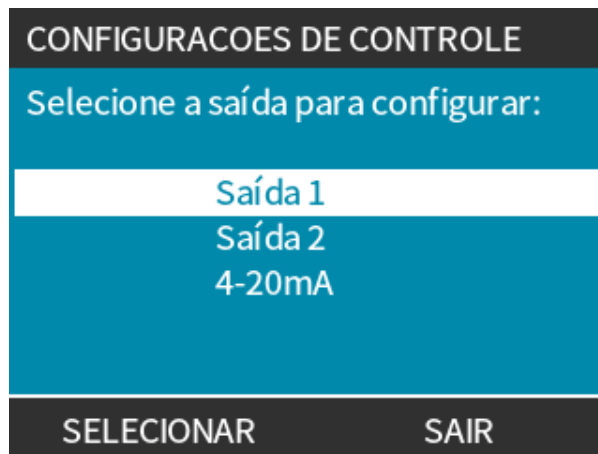 CONFIGURACOES DE CONTROLE
Selecione a saída para configurar:
Saída 1
Saída 2
4-20mA
SELECIONAR SAIR